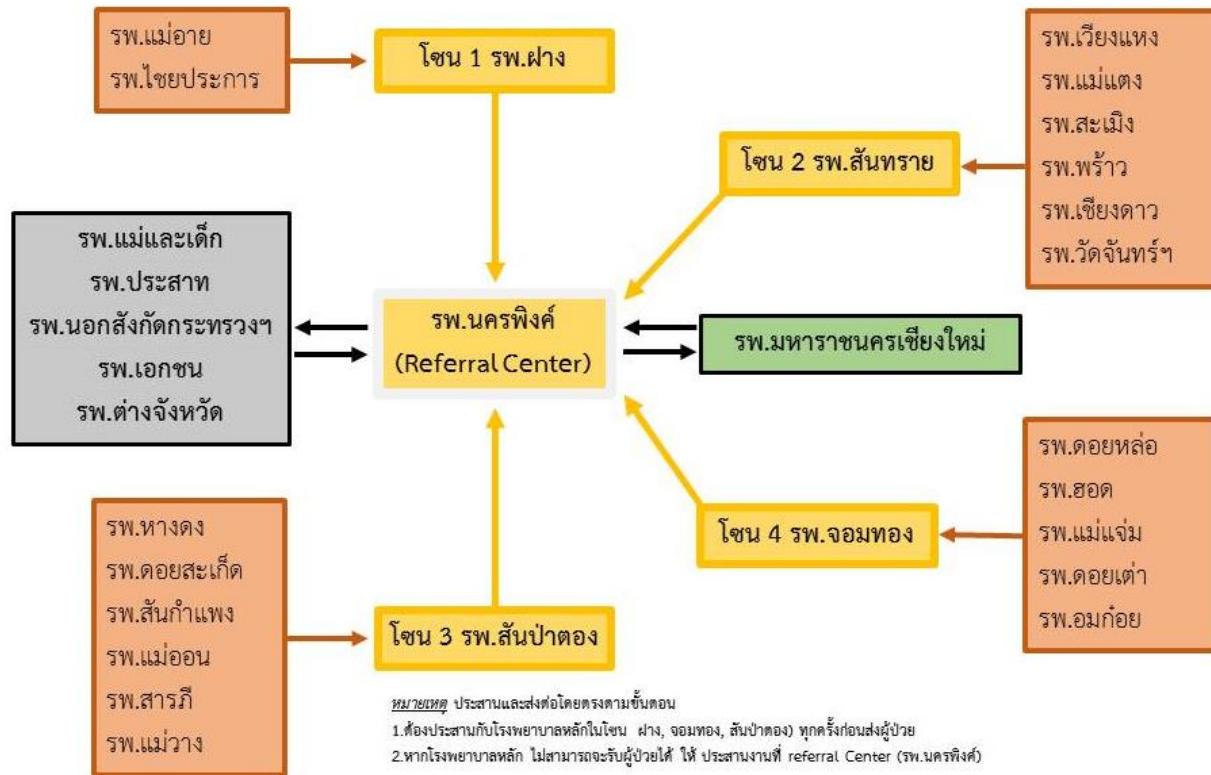 รพ.แม่อาย
รพ.ไชยประการ
โซน 1 รพ.ฝาง
รพ.เวียงแหง
รพ.แม่แตง
รพ.สะเมิง
รพ.พร้าว
รพ.เชียงดาว
รพ.วัดจันทร์ฯ
โซน 2 รพ.สันทราย
รพ.แม่และเด็ก
รพ.ประสาท
รพ.นอกสังกัดกระทรวงฯ
รพ.เอกชน
รพ.ต่างจังหวัด
รพ.นครพิงค์
(Referral Center)
รพ.มหาราชนครเชียงใหม่
รพ.หางดง
รพ.ดอยสะเก็ด
รพ.สันกำแพง
รพ.แม่ออน
รพ.สารภี
รพ.แม่วาง
โซน 3 รพ.สันป่าตอง
โซน 4 รพ.จอมทอง
รพ.ดอยหล่อ
รพ.ฮอด
รพ.แม่แจ่ม
รพ.ดอยเต่า
รพ.อมก๋อย
หมายเหตุ ประสานและส่งต่อโดยตรงตามขั้นตอน
1.ต้องประสานกับโรงพยาบาลหลักในโซน ฝาง, จอมทอง, สันป่าตอง) ทุกครั้งก่อนส่งผู้ป่วย
2.หากโรงพยาบาลหลัก ไม่สามารถจะรับผู้ป่วยได้ ให้ ประสานงานที่ referral Center (รพ.นครพิงค์)